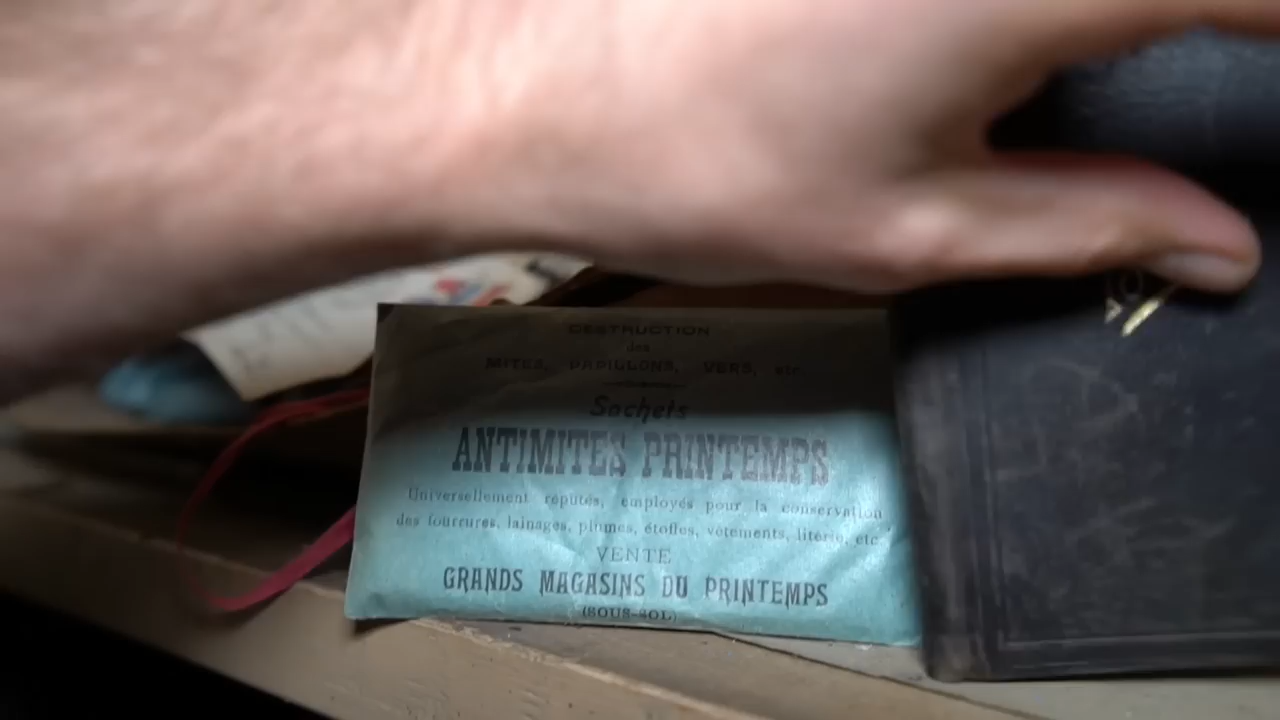 DESTRUCTION
des
MITES, PAPILLONS, VERS, etc.
Sachets
ANTIMITES PRINTEMPS
Universellement réputés, employés pour la conservation
des fourrures, lainages, plumes, étoffes, vêtements, literie, etc.
VENTE
GRANDS MAGASINS DU PRINTEMPS
(SOUS-SOL)